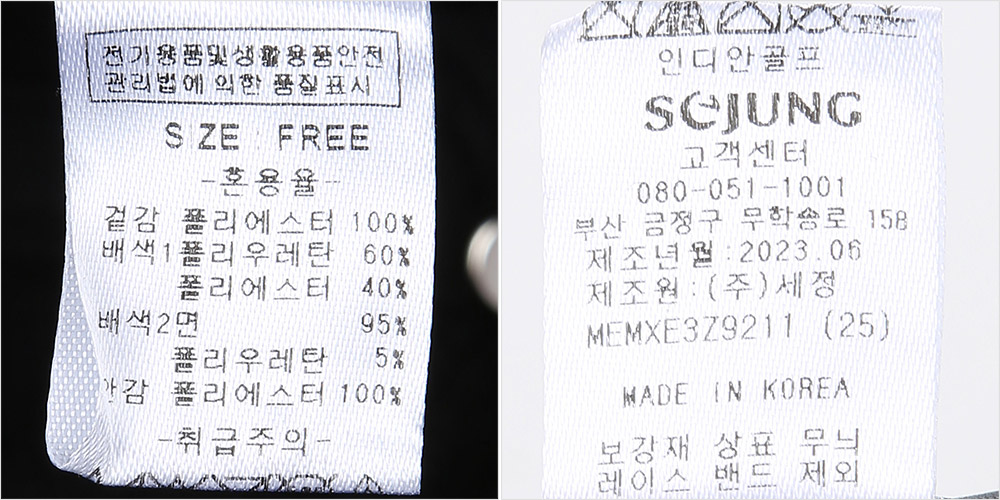 전기용품및생활용품안전
관리법에 의한 품질표시
SIZE : FREE
-혼용율-
겉감 폴리에스터 100%
배색1폴리우레탄 60%
폴리에스터 40%
배색2면 95%
폴리우레탄 5%
안감 폴리에스터 100%
-취급주의-
인디안골프
SEJUNG
고객센터
080-051-1001
부산 금정구 무학송로 158
제조년월:2023.06
제조원:(주)세정
MEMXE3Z9211 (25)
MADE IN KOREA
보강재 상표 무늬
레이스 밴드 제외